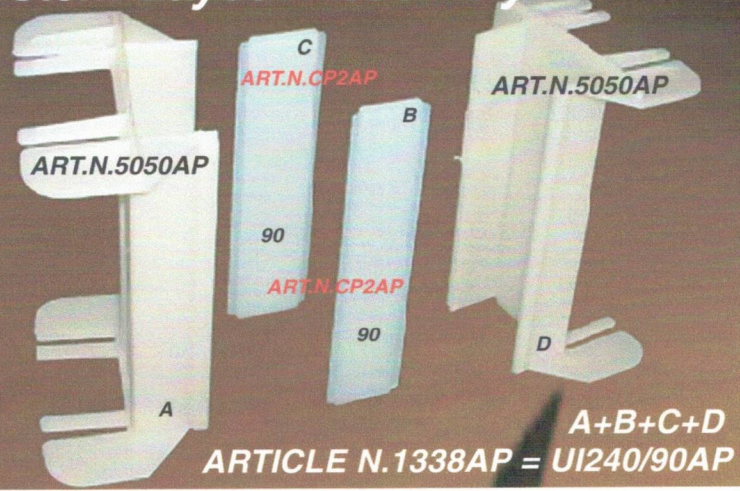 C
ART.N.CP2AP
ART.N.5050AP
B
ART.N.5050AP
90
ART.N.CP2AP
90
D
A
A+B+C+D
ARTICLE N.1338AP = UI240/90AP